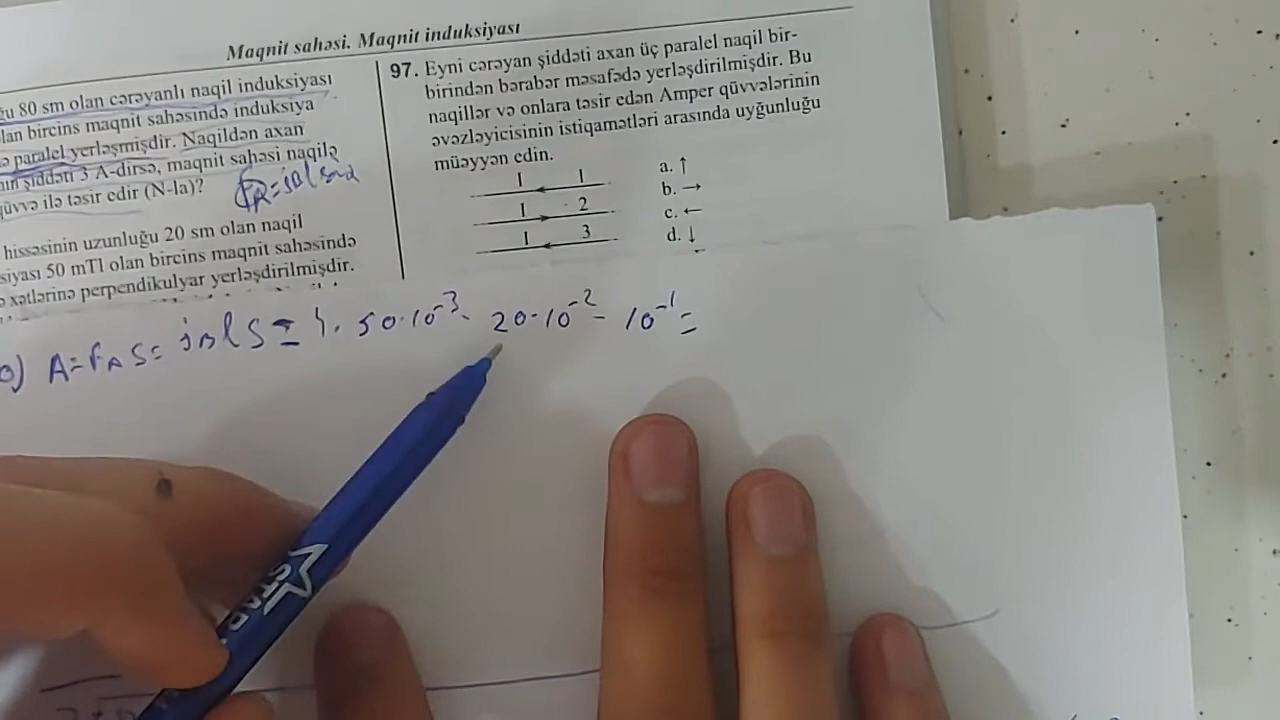 Maqnit sahəsi. Maqnit induksiyası
ğu 80 sm olan cərəyanlı naqil induksiyası
lan bircins maqnit sahəsində induksiya
ə paralel yerləşmişdir. Naqildən axan
nın şiddəti 3 A-dirsə, maqnit sahəsi naqilə
qüvvə ilə təsir edir (N-la)?
hissəsinin uzunluğu 20 sm olan naqil
siyası 50 mTl olan bircins maqnit sahəsində
ə xətlərinə perpendikulyar yerləşdirilmişdir.
97. Eyni cərəyan şiddəti axan üç paralel naqil bir-
birindən bərabər məsafədə yerləşdirilmişdir. Bu
naqillər və onlara təsir edən Amper qüvvələrinin
əvəzləyicisinin istiqamətləri arasında uyğunluğu
müəyyən edin.
I 1
I 2
I 3
a. ↑
b. →
c. ←
d. ↓
50·10⁻³· 20·10⁻² - 10⁻¹=
STAR